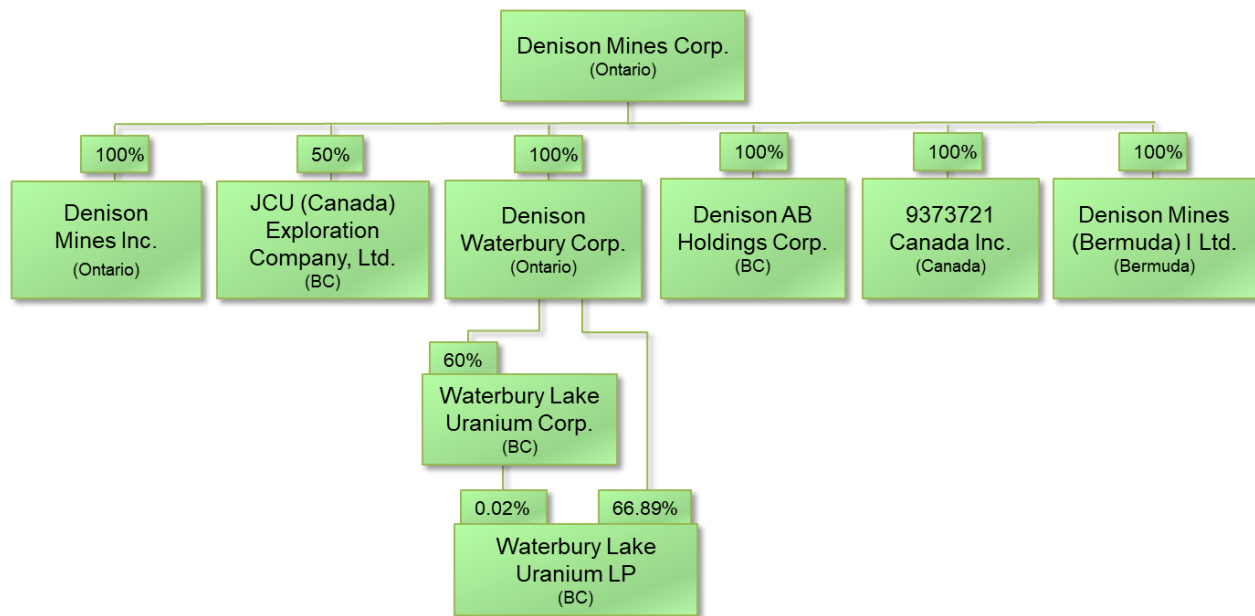 Denison Mines Corp.
(Ontario)
100%
50%
100%
100%
100%
100%
Denison
Mines Inc.
(Ontario)
JCU (Canada)
Exploration
Company, Ltd.
(BC)
Denison
Waterbury Corp.
(Ontario)
Denison AB
Holdings Corp.
(BC)
9373721
Canada Inc.
(Canada)
Denison Mines
(Bermuda) I Ltd.
(Bermuda)
60%
Waterbury Lake
Uranium Corp.
(BC)
0.02%
66.89%
Waterbury Lake
Uranium LP
(BC)